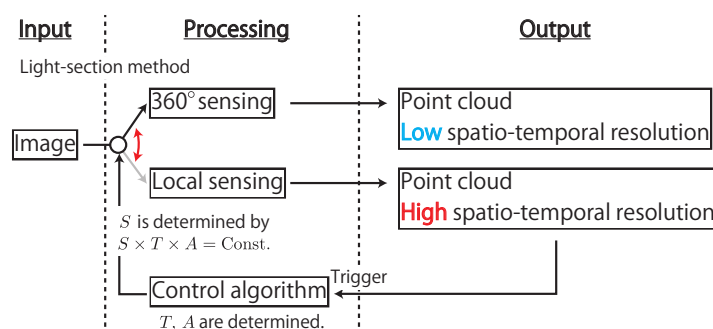 Input
Processing
Output
Light-section method
360° sensing
Point cloud
Low spatio-temporal resolution
Image
Local sensing
Point cloud
High spatio-temporal resolution
S is determined by
S × T × A = Const.
Trigger
Control algorithm
T, A are determined.